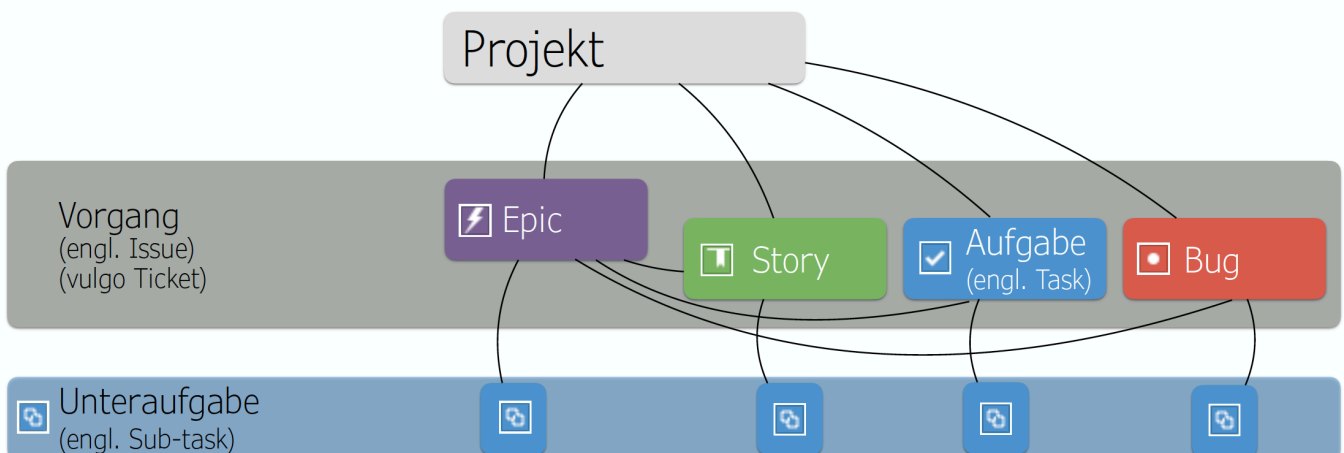 Projekt
Vorgang
(engl. Issue)
(vulgo Ticket)
Epic
Story
Aufgabe
(engl. Task)
Bug
Unteraufgabe
(engl. Sub-task)